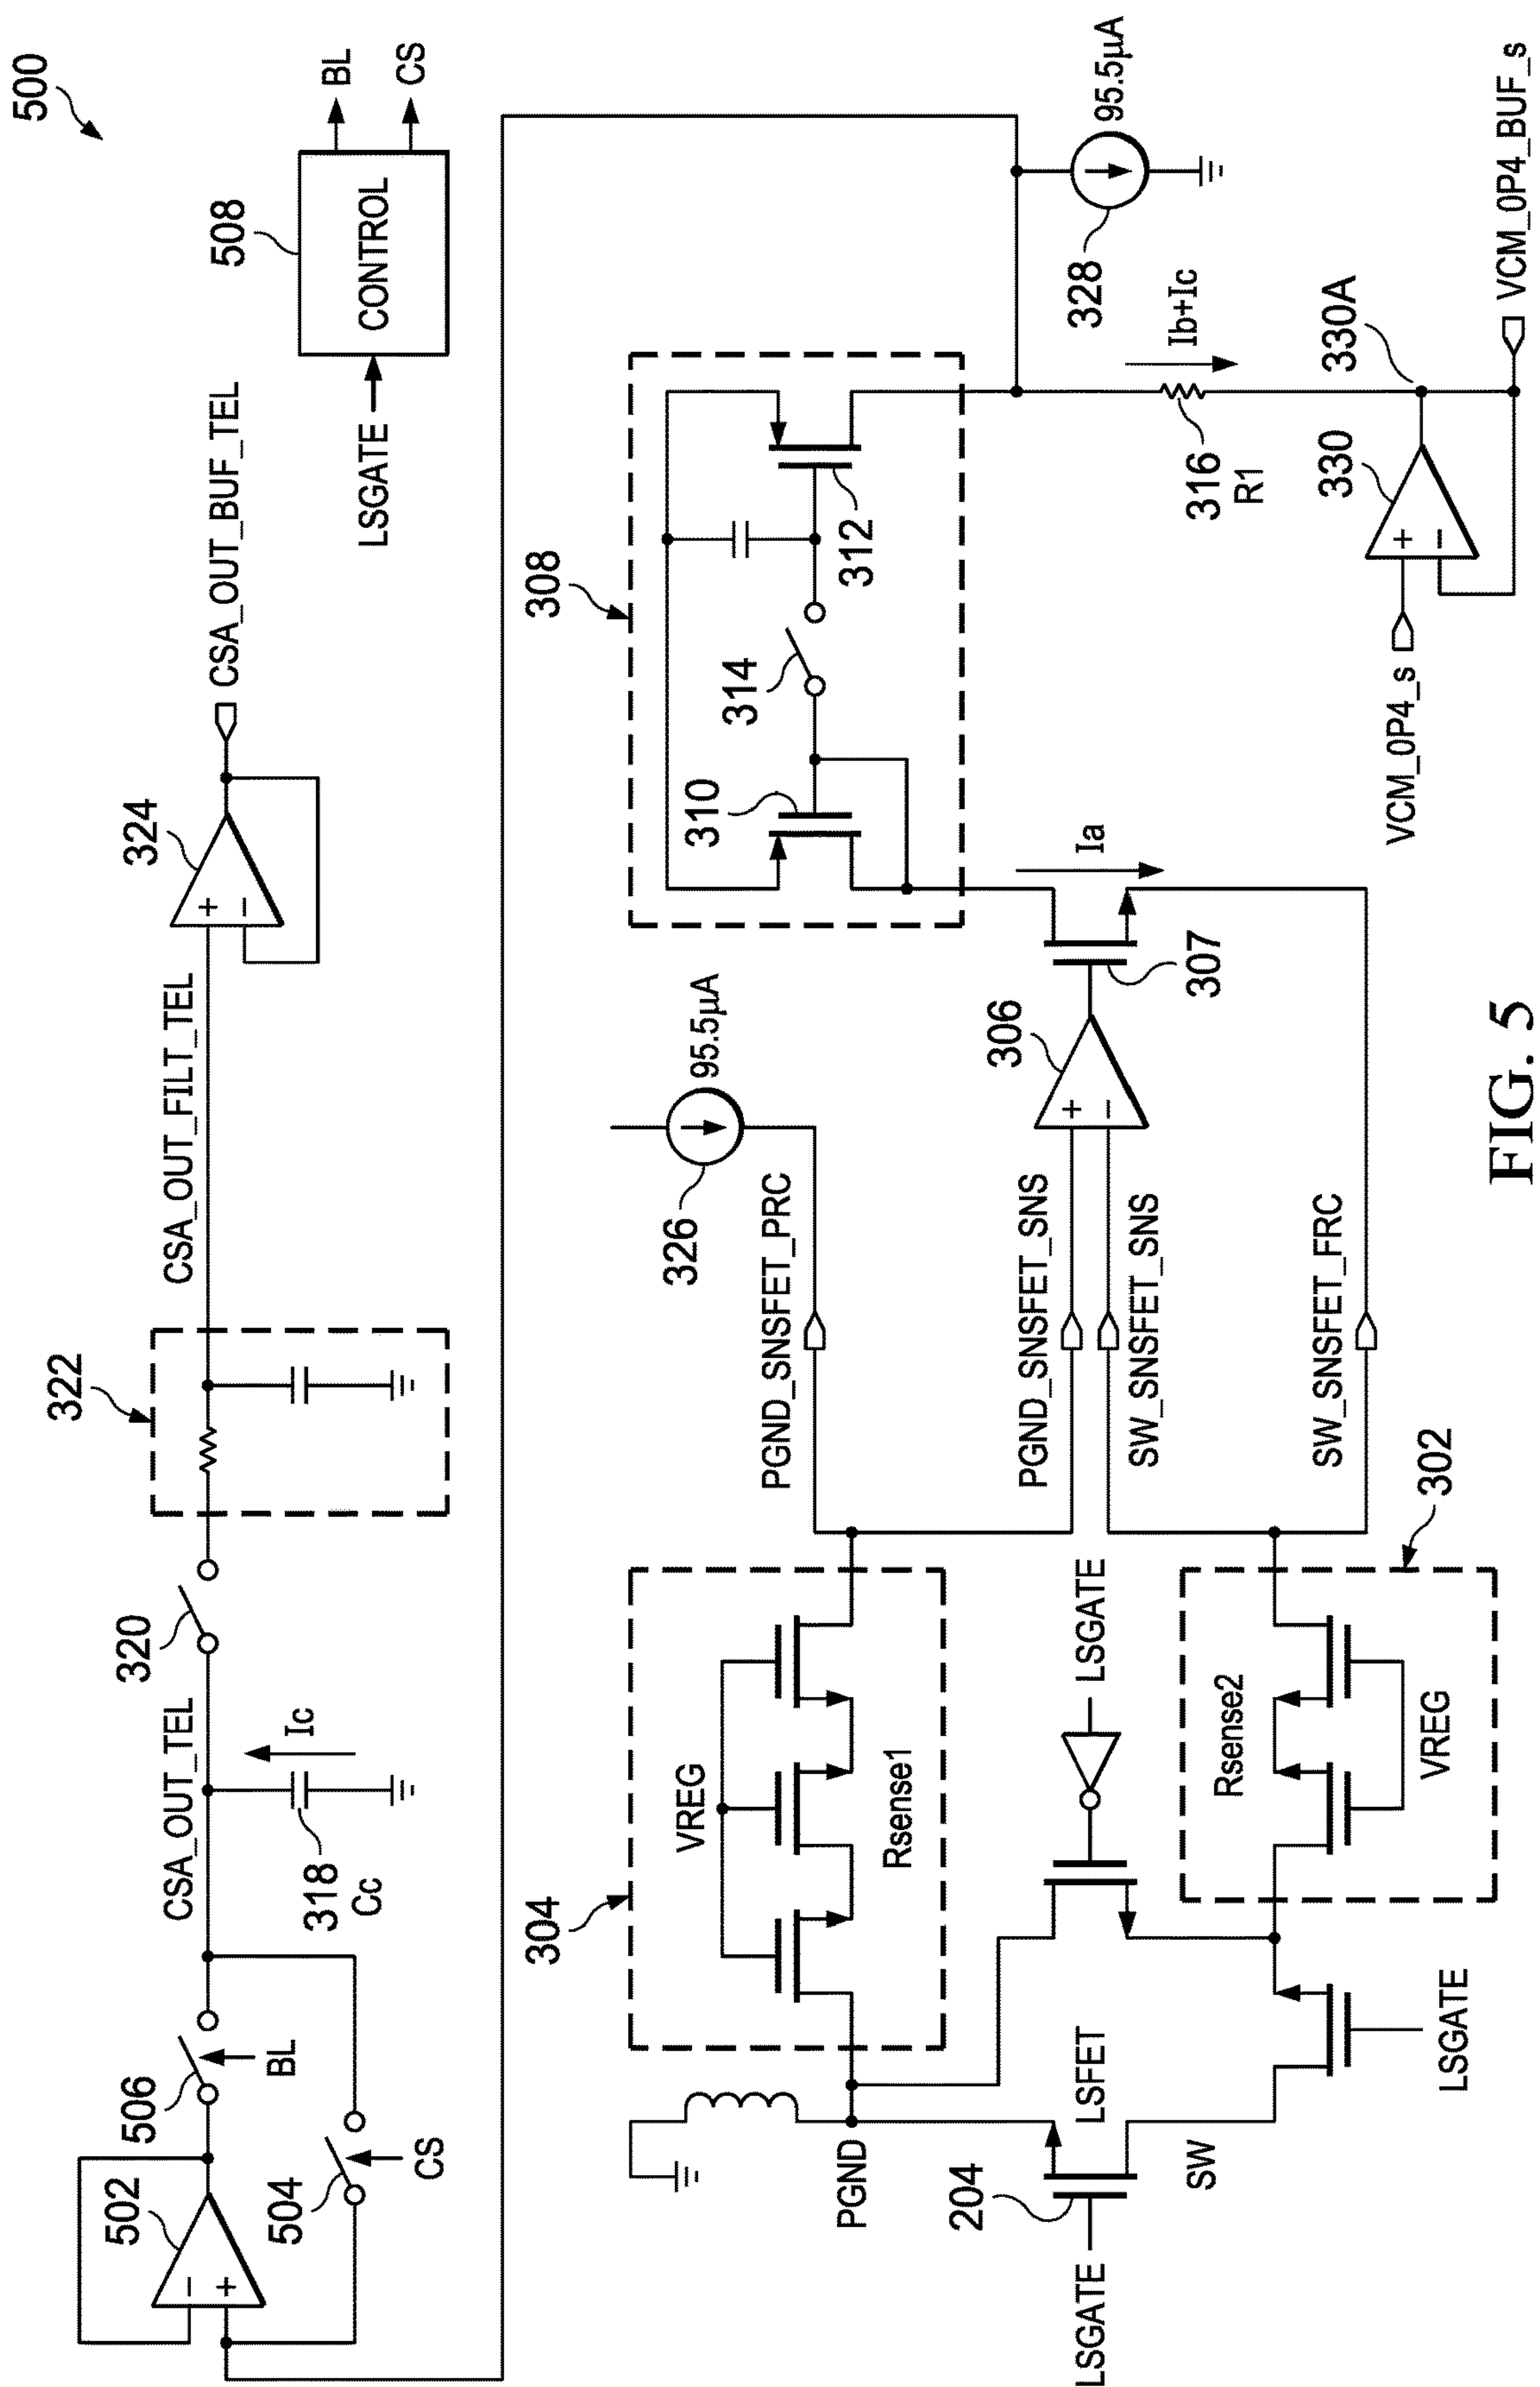 500
502
506
BL
504
CS
CSA_OUT_TEL
318
Cc
Ic
320
322
CSA_OUT_FILT_TEL
324
CSA_OUT_BUF_TEL
LSGATE
508
CONTROL
BL
CS
304
VREG
Rsense1
PGND
LSGATE
204
LSFET
SW
LSGATE
LSGATE
Rsense2
VREG
302
PGND_SNSFET_PRC
326
95.5µA
PGND_SNSFET_SNS
SW_SNSFET_SNS
SW_SNSFET_FRC
306
307
Ia
308
310
314
312
328
95.5µA
316
R1
Ib+Ic
330
330A
VCM_0P4_s
VCM_0P4_BUF_s
+
−
+
−
+
−
+
−
FIG. 5